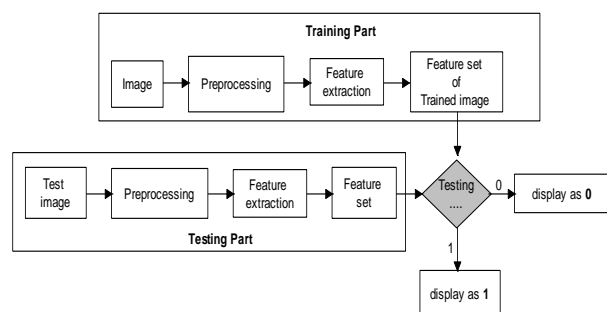 Training Part
Image
Preprocessing
Feature
extraction
Feature set
of
Trained image
Test
image
Preprocessing
Feature
extraction
Feature
set
Testing Part
Testing
....
0
display as 0
1
display as 1